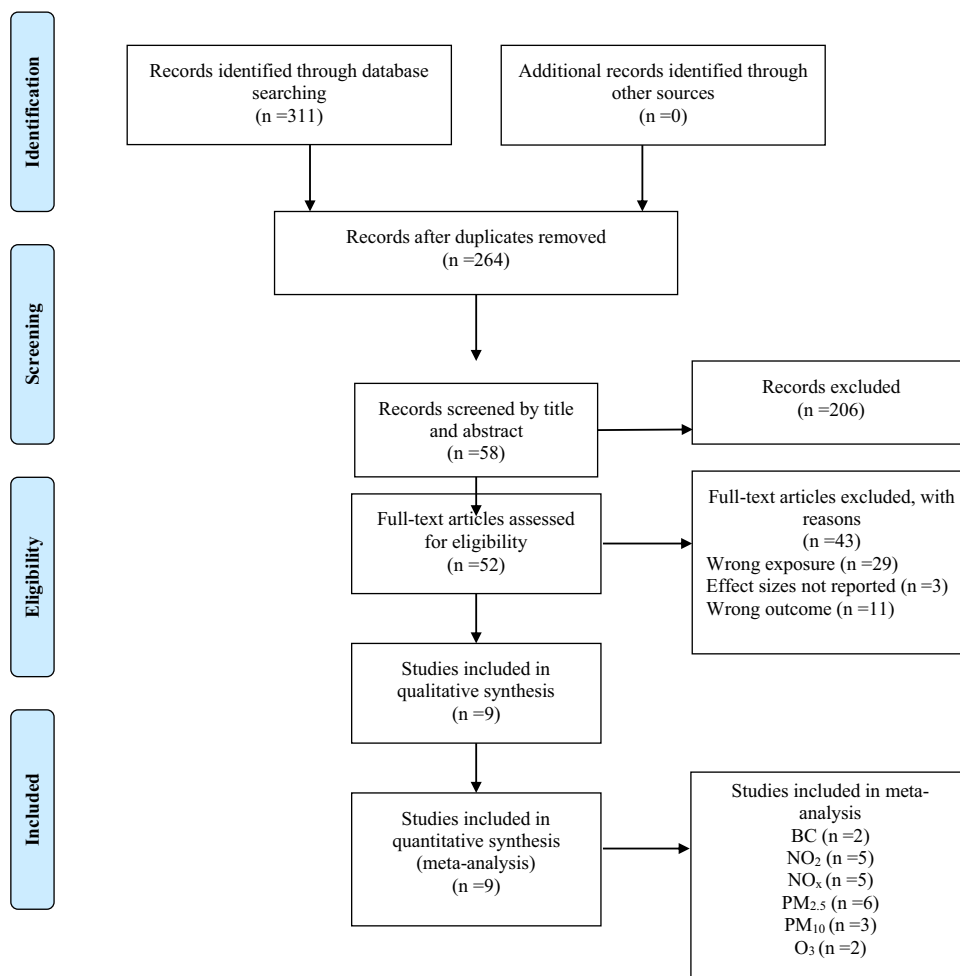 Identification
Records identified through database
searching
(n =311)
Additional records identified through
other sources
(n =0)
Records after duplicates removed
(n =264)
Screening
Records screened by title
and abstract
(n =58)
Records excluded
(n =206)
Eligibility
Full-text articles assessed
for eligibility
(n =52)
Full-text articles excluded, with
reasons
(n =43)
Wrong exposure (n =29)
Effect sizes not reported (n =3)
Wrong outcome (n =11)
Studies included in
qualitative synthesis
(n =9)
Included
Studies included in
quantitative synthesis
(meta-analysis)
(n =9)
Studies included in meta-
analysis
BC (n =2)
NO₂ (n =5)
NOₓ (n =5)
PM₂.₅ (n =6)
PM₁₀ (n =3)
O₃ (n =2)